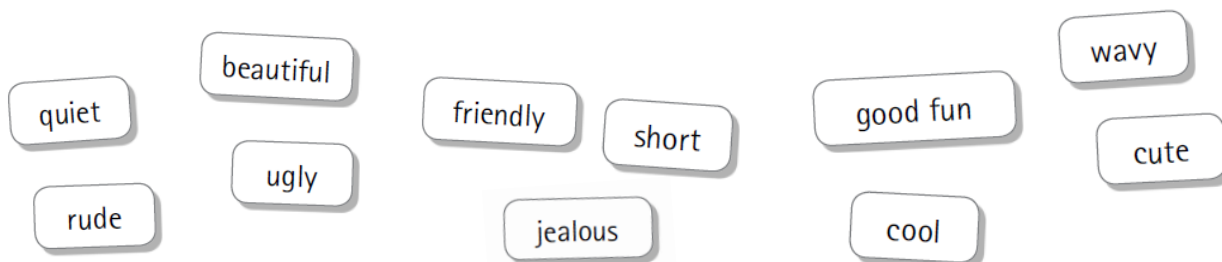 quiet
beautiful
friendly
short
good fun
wavy
rude
ugly
jealous
cool
cute